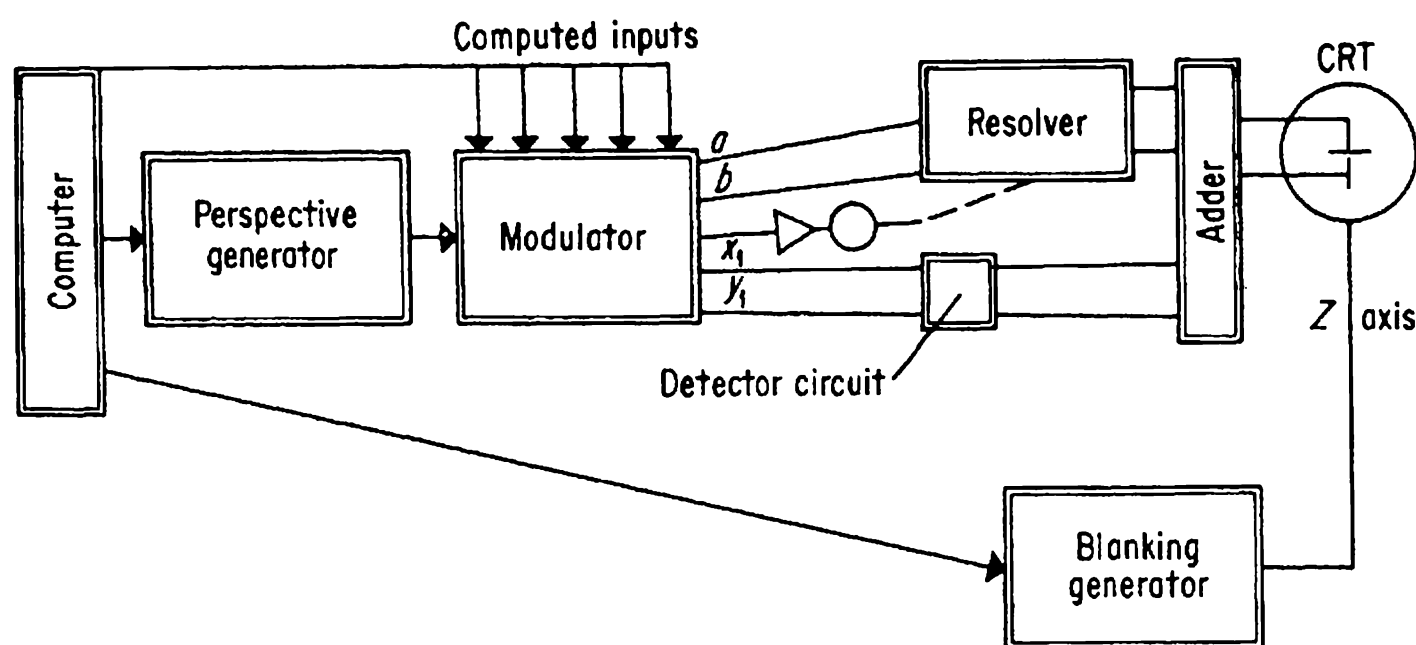 Computed inputs
CRT
Computer
Perspective
generator
Modulator
a
b
x₁
y₁
Resolver
Adder
Detector circuit
Z axis
Blanking
generator